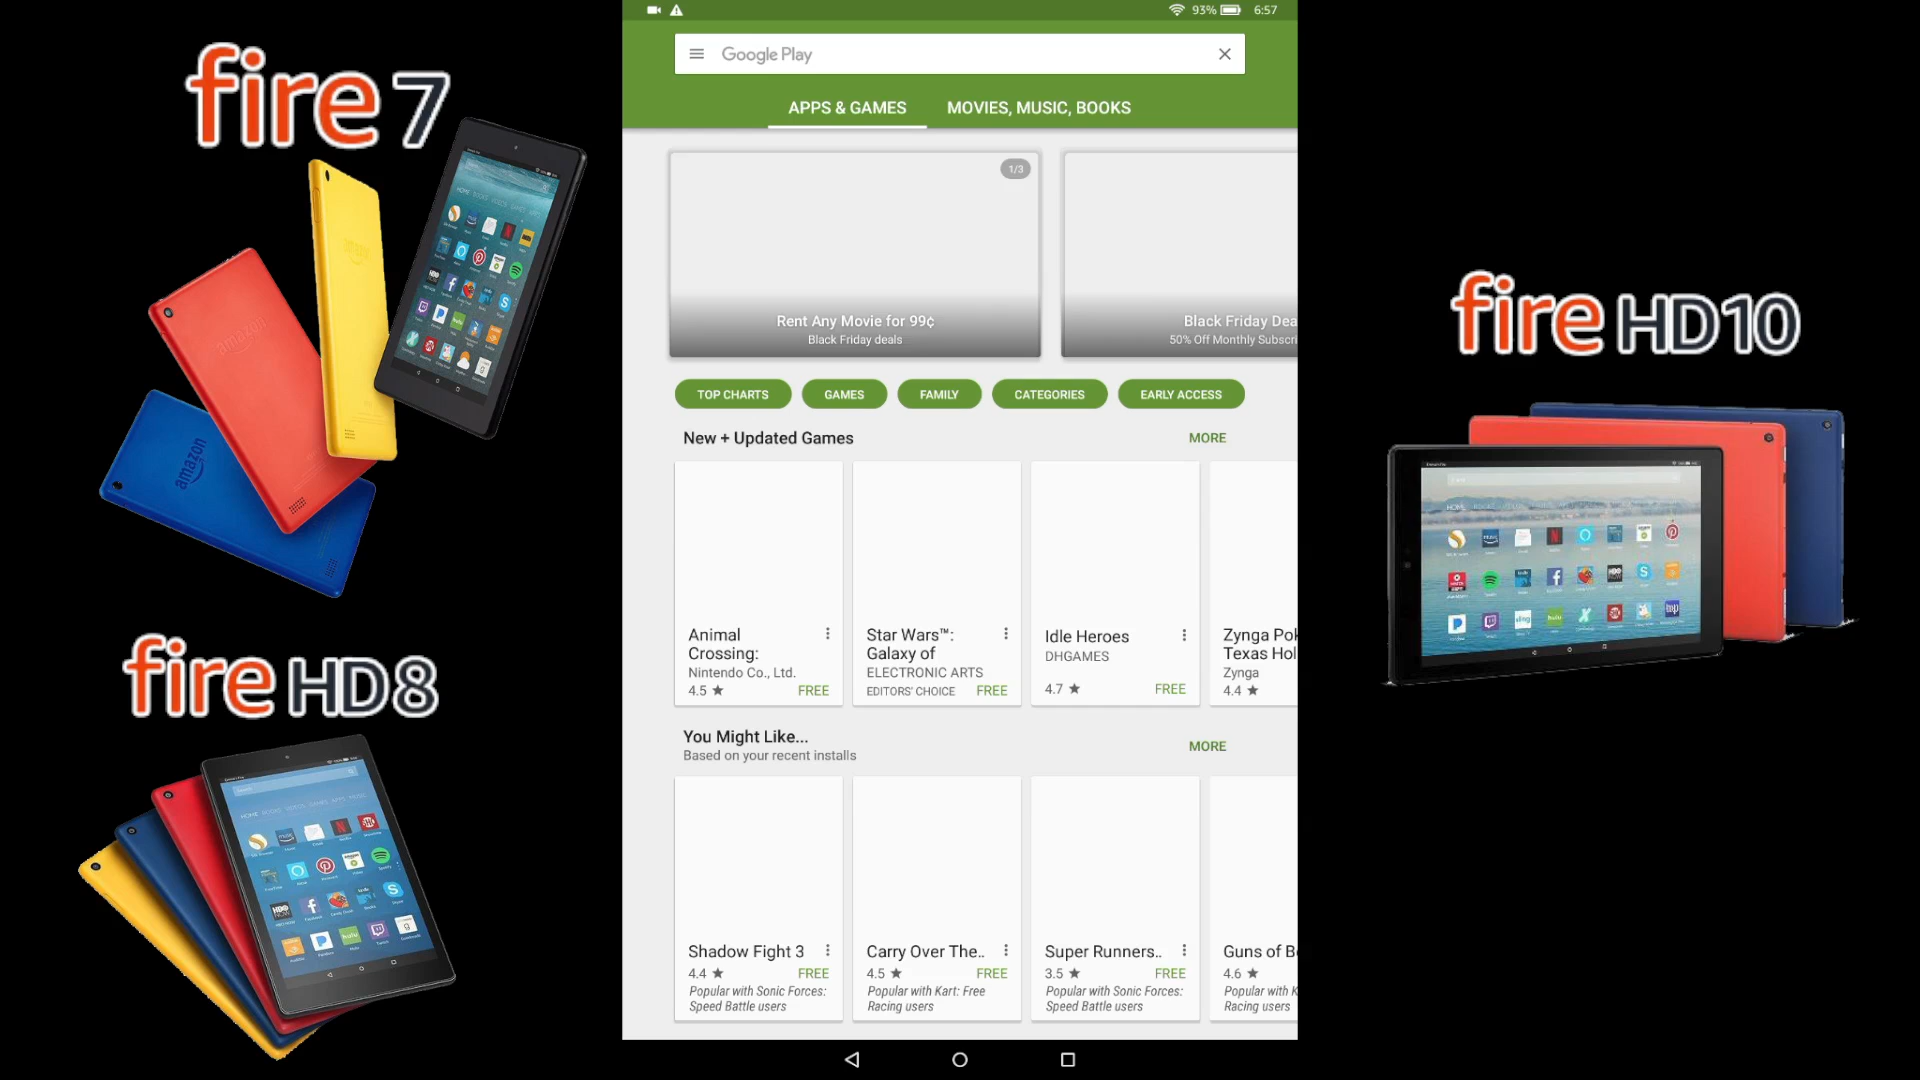 fire 7
fire HD8
93% 6:57
Google Play
APPS & GAMES MOVIES, MUSIC, BOOKS
1/3
Rent Any Movie for 99¢
Black Friday deals
Black Friday Dea
50% Off Monthly Subscri
TOP CHARTS GAMES FAMILY CATEGORIES EARLY ACCESS
New + Updated Games MORE
Animal
Crossing:
Nintendo Co., Ltd.
4.5 ★ FREE
Star Wars™:
Galaxy of
ELECTRONIC ARTS
EDITORS' CHOICE FREE
Idle Heroes
DHGAMES
4.7 ★ FREE
Zynga Pok
Texas Hol
Zynga
4.4 ★
You Might Like...
Based on your recent installs
MORE
Shadow Fight 3
4.4 ★ FREE
Popular with Sonic Forces:
Speed Battle users
Carry Over The..
4.5 ★ FREE
Popular with Kart: Free
Racing users
Super Runners..
3.5 ★ FREE
Popular with Sonic Forces:
Speed Battle users
Guns of B
4.6 ★
Popular with K
Racing users
fire HD10
amazon
amazon